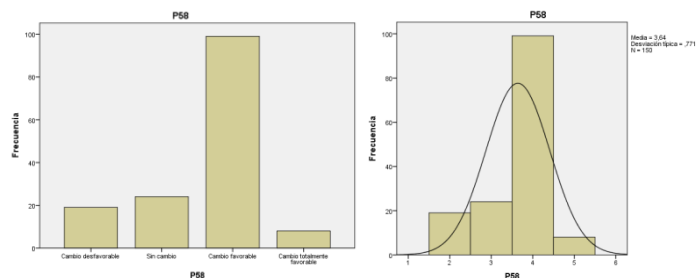 P58
Frecuencia
100
80
60
40
20
0
Cambio desfavorable
Sin cambio
Cambio favorable
Cambio totalmente
favorable
P58
P58
Frecuencia
100
80
60
40
20
0
1
2
3
4
5
6
P58
Media = 3,64
Desviación típica = ,771
N = 150